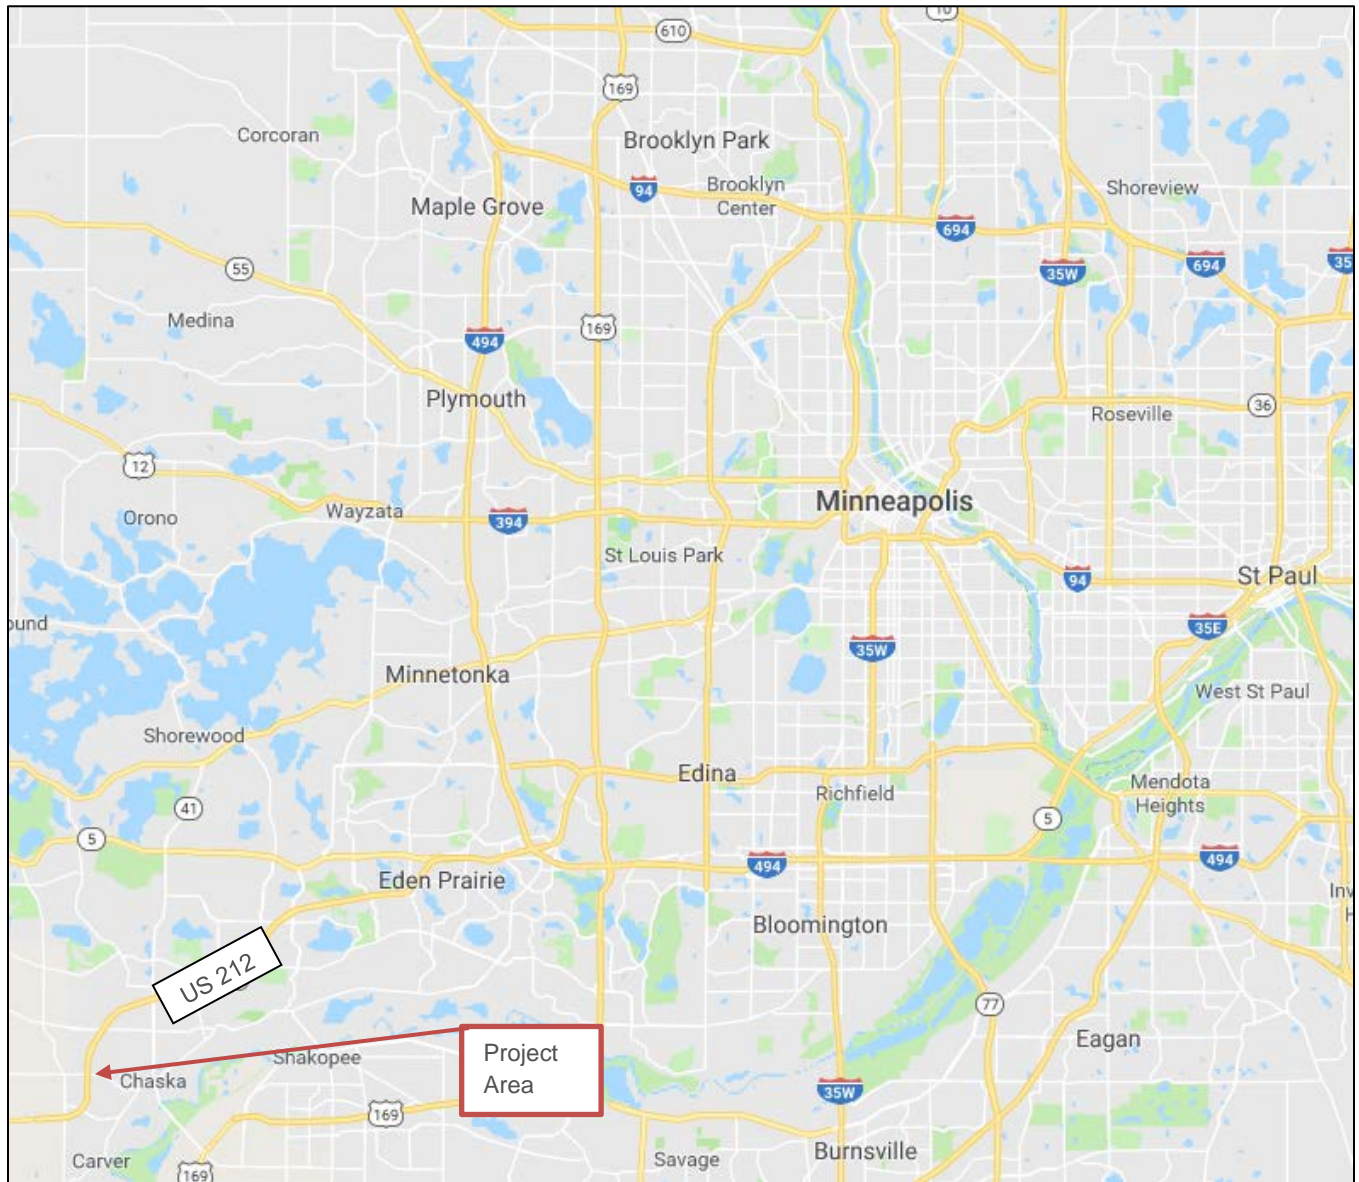 10
610
169
Corcoran
Brooklyn Park
94
Brooklyn
Center
Shoreview
Maple Grove
694
55
35W
694
35
Medina
169
494
Plymouth
36
Roseville
12
Minneapolis
Orono
Wayzata
394
St Louis Park
94
St Paul
ound
35E
35W
Minnetonka
West St Paul
Shorewood
Edina
Mendota
Heights
Richfield
41
5
5
494
494
Eden Prairie
Inv
H
Bloomington
US 212
77
Eagan
Project
Area
Shakopee
Chaska
35W
169
Burnsville
Carver
Savage
169